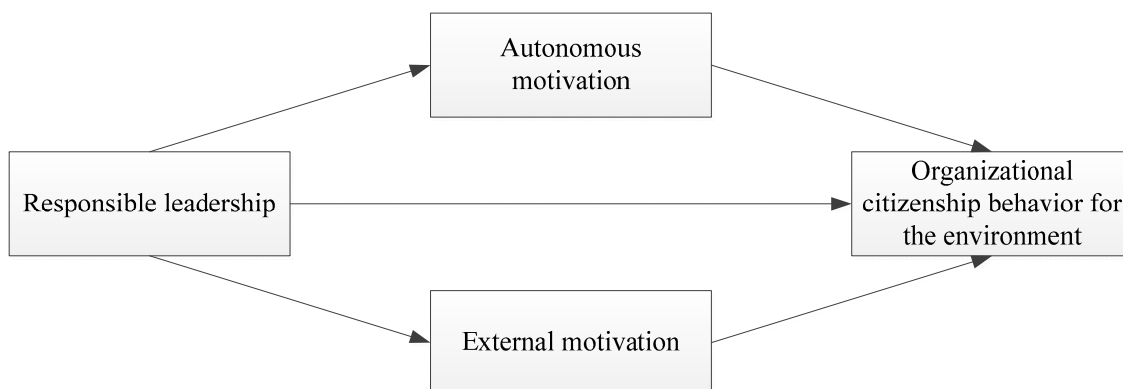 Autonomous
motivation
Responsible leadership
Organizational
citizenship behavior for
the environment
External motivation